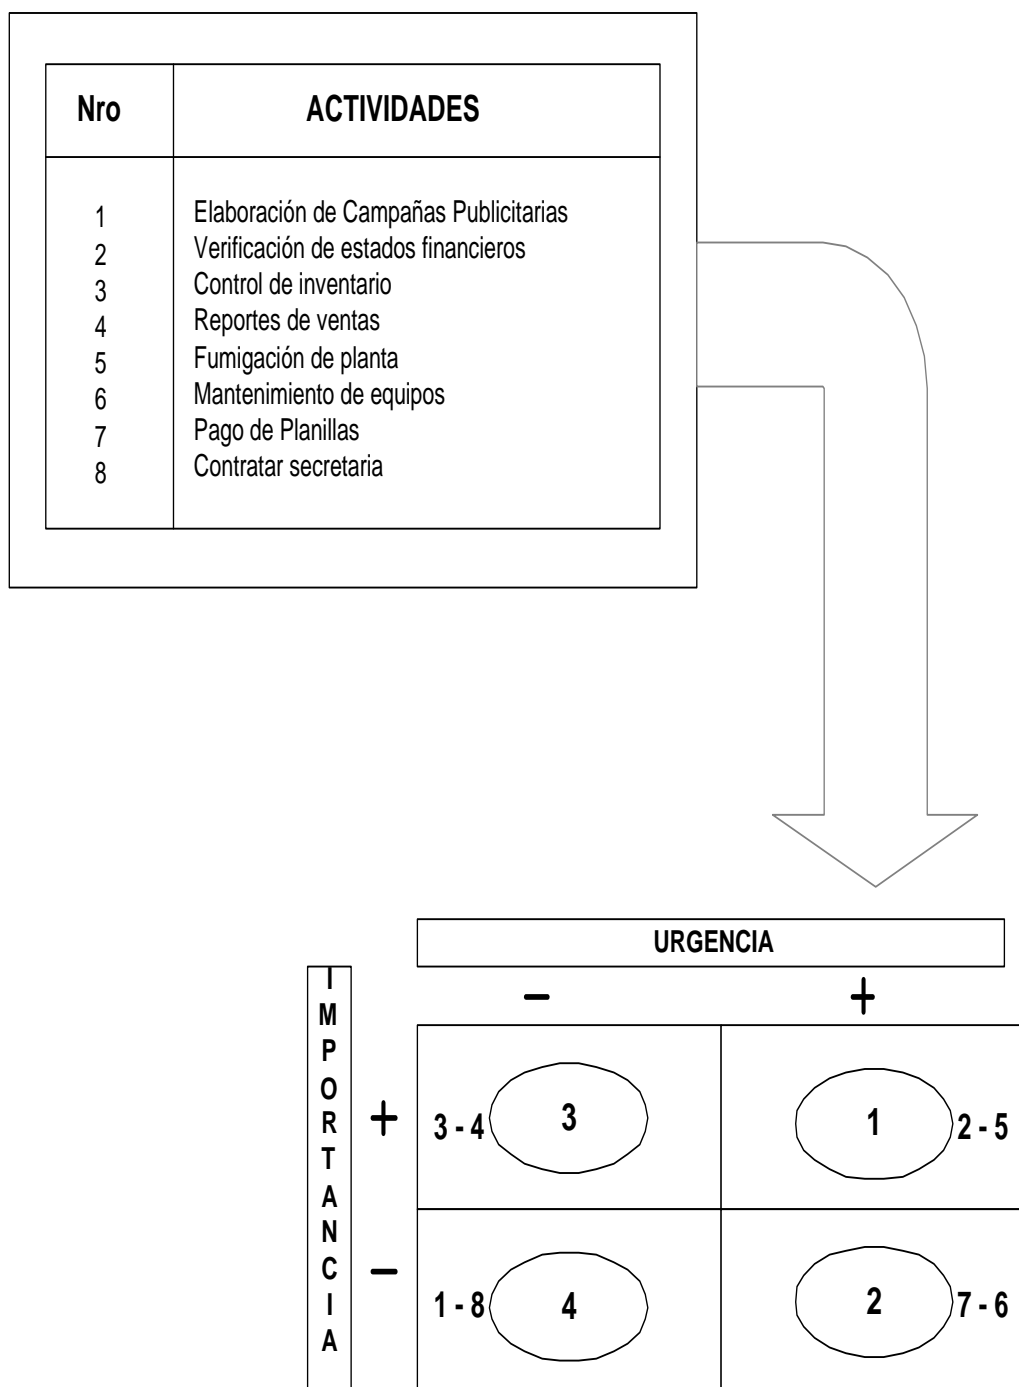 Nro ACTIVIDADES
1 Elaboración de Campañas Publicitarias
2 Verificación de estados financieros
3 Control de inventario
4 Reportes de ventas
5 Fumigación de planta
6 Mantenimiento de equipos
7 Pago de Planillas
8 Contratar secretaria
URGENCIA
- +
I
M
P
O
R
T
A
N
C
I
A
+ 3 - 4 3 1 2 - 5
- 1 - 8 4 2 7 - 6